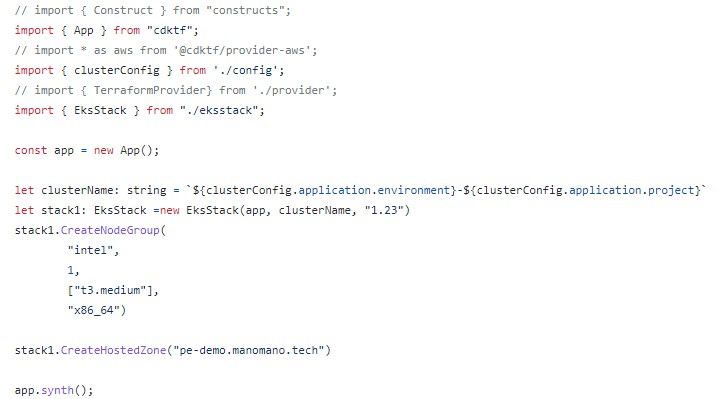 // import { Construct } from "constructs";
import { App } from "cdktf";
// import * as aws from '@cdktf/provider-aws';
import { clusterConfig } from './config';
// import { TerraformProvider} from './provider';
import { EksStack } from "./eksstack";
const app = new App();
let clusterName: string = `${clusterConfig.application.environment}-${clusterConfig.application.project}`
let stack1: EksStack =new EksStack(app, clusterName, "1.23")
stack1.CreateNodeGroup(
"intel",
1,
["t3.medium"],
"x86_64")
stack1.CreateHostedZone("pe-demo.manomano.tech")
app.synth();